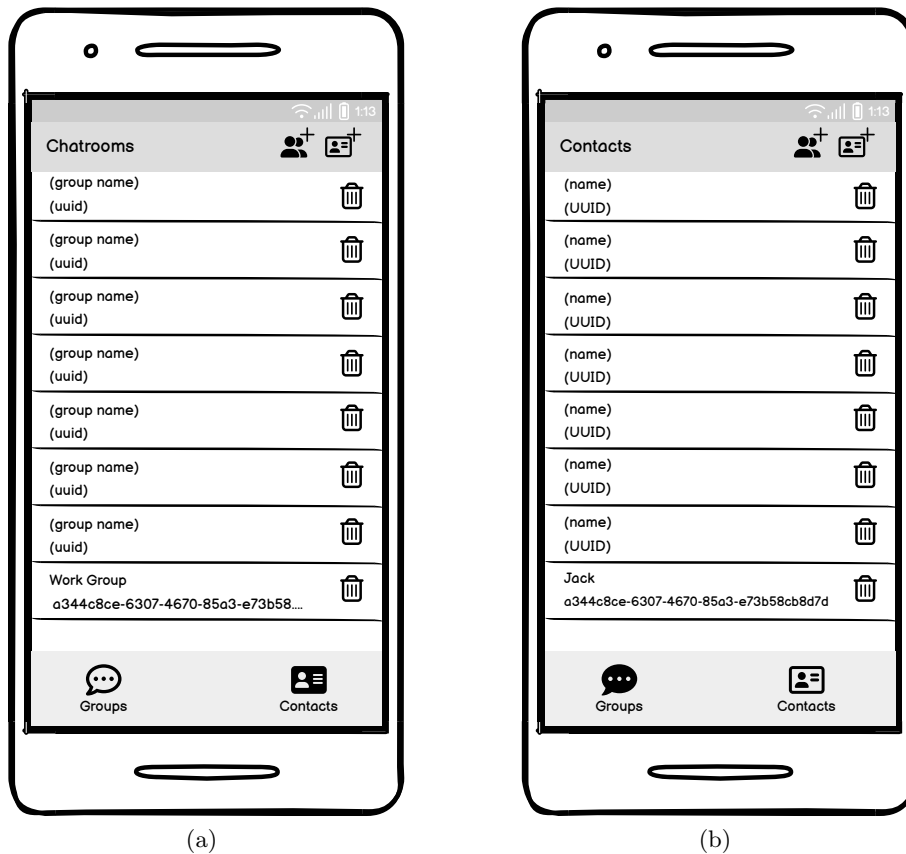 1:13
Chatrooms
(group name)
(uuid)
(group name)
(uuid)
(group name)
(uuid)
(group name)
(uuid)
(group name)
(uuid)
(group name)
(uuid)
(group name)
(uuid)
Work Group
a344c8ce-6307-4670-85a3-e73b58....
Groups
Contacts
(a)
1:13
Contacts
(name)
(UUID)
(name)
(UUID)
(name)
(UUID)
(name)
(UUID)
(name)
(UUID)
(name)
(UUID)
(name)
(UUID)
Jack
a344c8ce-6307-4670-85a3-e73b58cb8d7d
Groups
Contacts
(b)